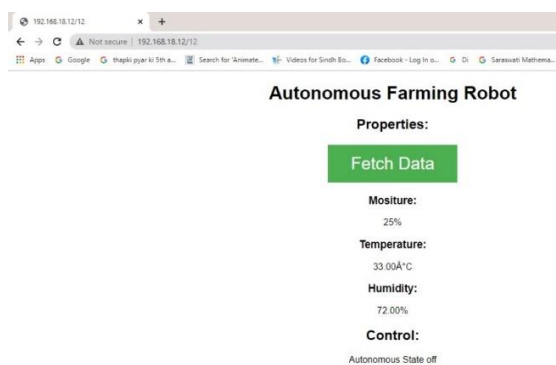 192.168.18.12/12
Not secure | 192.168.18.12/12
Apps Google thapki pyar ki 5th a... Search for 'Animate... Videos for Sindh Bo... Facebook - Log In o... Di Saraswati Mathema...
Autonomous Farming Robot
Properties:
Fetch Data
Mositure:
25%
Temperature:
33.00Â°C
Humidity:
72.00%
Control:
Autonomous State off